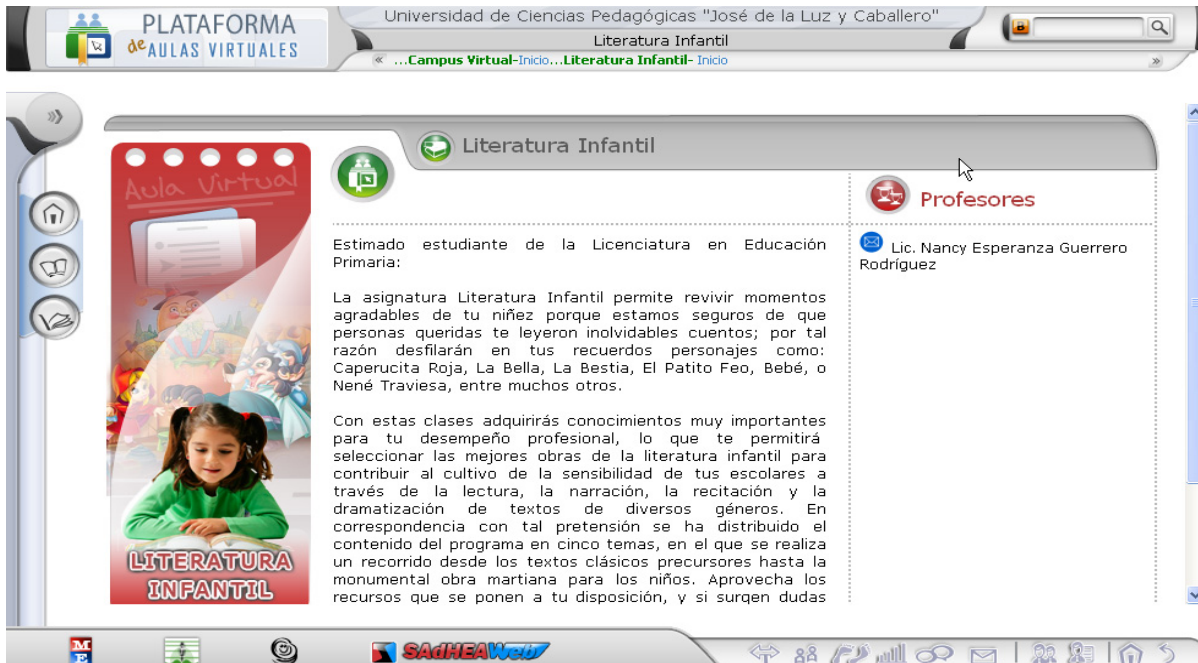 PLATAFORMA
de AULAS VIRTUALES
Universidad de Ciencias Pedagógicas "José de la Luz y Caballero"
Literatura Infantil
« ...Campus Virtual-Inicio...Literatura Infantil- Inicio »
Aula Virtual
LITERATURA
INFANTIL
Literatura Infantil
Estimado estudiante de la Licenciatura en Educación
Primaria:
La asignatura Literatura Infantil permite revivir momentos
agradables de tu niñez porque estamos seguros de que
personas queridas te leyeron inolvidables cuentos; por tal
razón desfilarán en tus recuerdos personajes como:
Caperucita Roja, La Bella, La Bestia, El Patito Feo, Bebé, o
Nené Traviesa, entre muchos otros.
Con estas clases adquirirás conocimientos muy importantes
para tu desempeño profesional, lo que te permitirá
seleccionar las mejores obras de la literatura infantil para
contribuir al cultivo de la sensibilidad de tus escolares a
través de la lectura, la narración, la recitación y la
dramatización de textos de diversos géneros. En
correspondencia con tal pretensión se ha distribuido el
contenido del programa en cinco temas, en el que se realiza
un recorrido desde los textos clásicos precursores hasta la
monumental obra martiana para los niños. Aprovecha los
recursos que se ponen a tu disposición, y si surgen dudas
Profesores
Lic. Nancy Esperanza Guerrero
Rodríguez
M
E
SAdHEAWeb